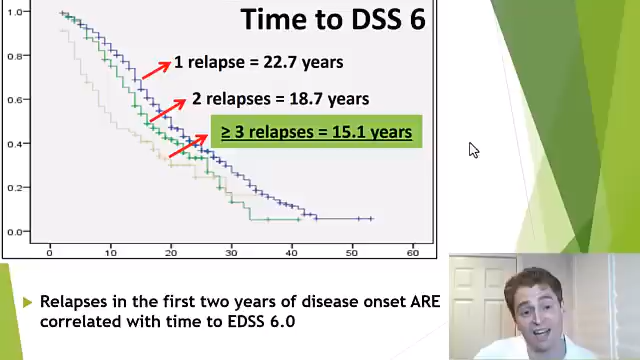 Time to DSS 6
1.0
1 relapse = 22.7 years
2 relapses = 18.7 years
0.6
≥ 3 relapses = 15.1 years
0.4
0.2
0.0
0 10 20 30 40 50 60
Relapses in the first two years of disease onset ARE
correlated with time to EDSS 6.0